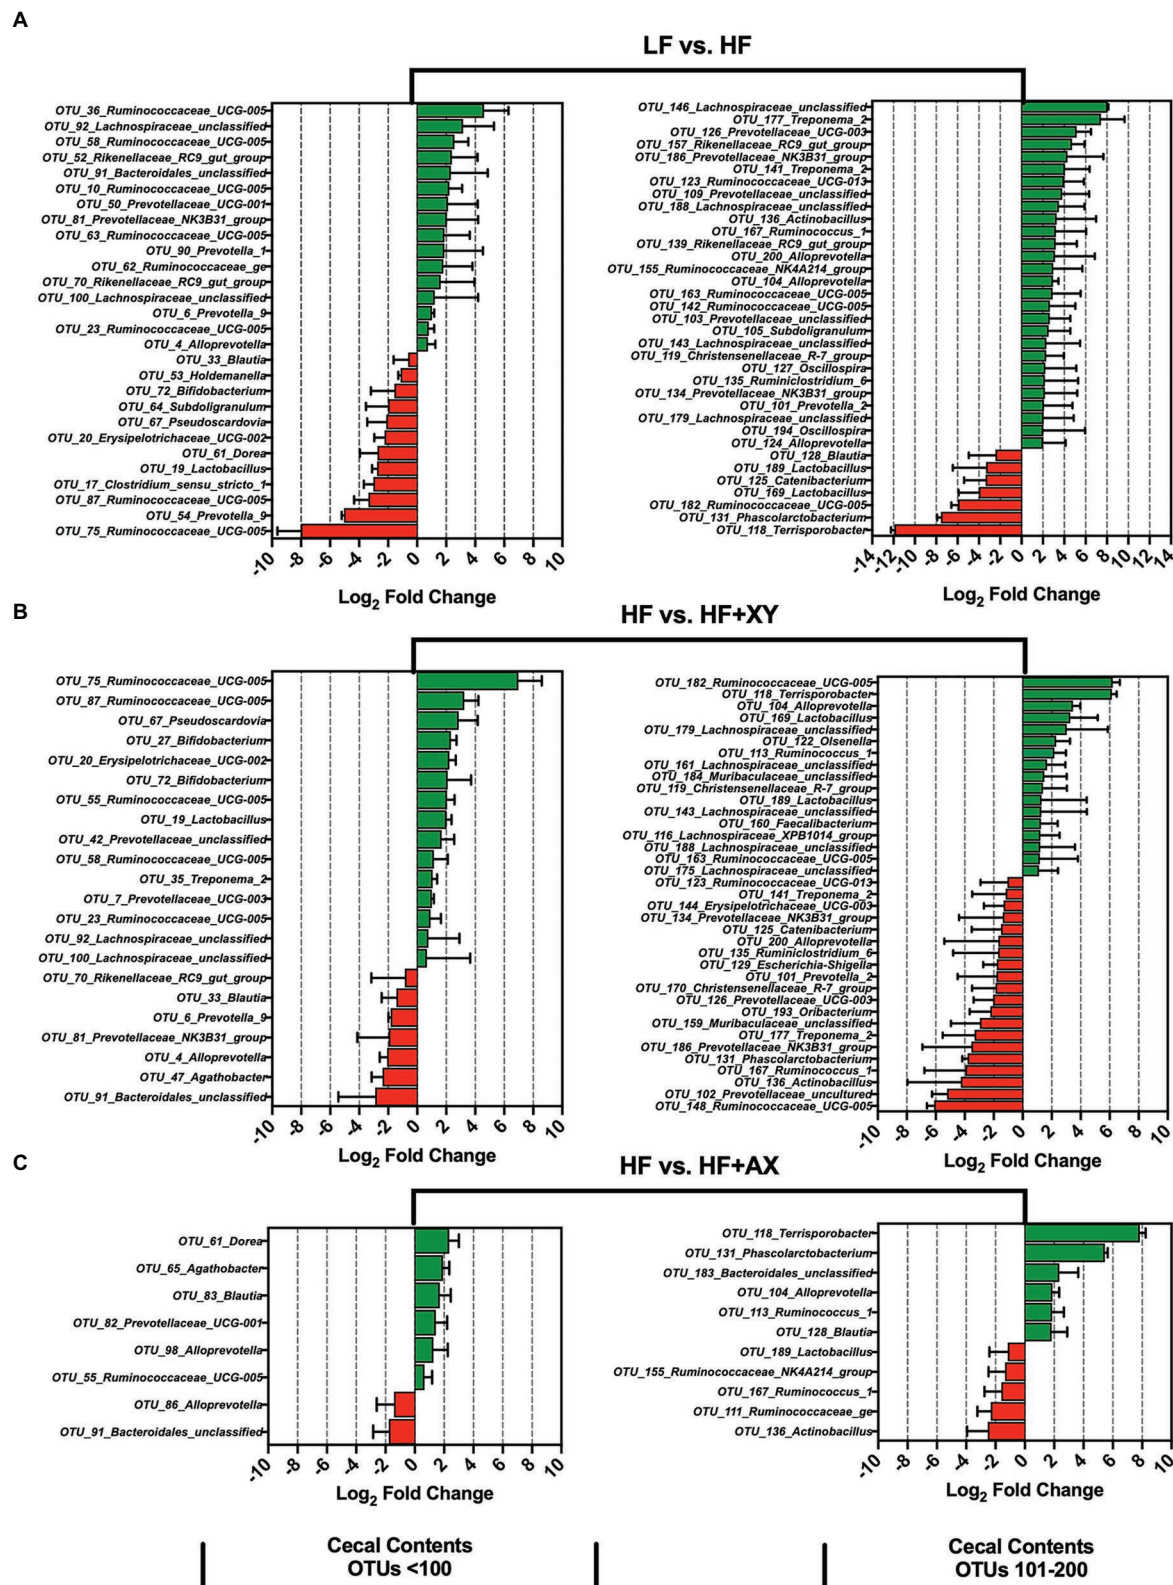 A
LF vs. HF
OTU_36_Ruminococcaceae_UCG-005
OTU_92_Lachnospiraceae_unclassified
OTU_58_Ruminococcaceae_UCG-005
OTU_52_Rikenellaceae_RC9_gut_group
OTU_91_Bacteroidales_unclassified
OTU_10_Ruminococcaceae_UCG-005
OTU_50_Prevotellaceae_UCG-001
OTU_81_Prevotellaceae_NK3B31_group
OTU_63_Ruminococcaceae_UCG-005
OTU_90_Prevotella_1
OTU_62_Ruminococcaceae_ge
OTU_70_Rikenellaceae_RC9_gut_group
OTU_100_Lachnospiraceae_unclassified
OTU_6_Prevotella_9
OTU_23_Ruminococcaceae_UCG-005
OTU_4_Alloprevotella
OTU_33_Blautia
OTU_53_Holdemanella
OTU_72_Bifidobacterium
OTU_64_Subdoligranulum
OTU_67_Pseudoscardovia
OTU_20_Erysipelotrichaceae_UCG-002
OTU_61_Dorea
OTU_19_Lactobacillus
OTU_17_Clostridium_sensu_stricto_1
OTU_87_Ruminococcaceae_UCG-005
OTU_54_Prevotella_9
OTU_75_Ruminococcaceae_UCG-005
-10 -8 -6 -4 -2 0 2 4 6 8 10
Log2 Fold Change
OTU_146_Lachnospiraceae_unclassified
OTU_177_Treponema_2
OTU_126_Prevotellaceae_UCG-003
OTU_157_Rikenellaceae_RC9_gut_group
OTU_186_Prevotellaceae_NK3B31_group
OTU_141_Treponema_2
OTU_123_Ruminococcaceae_UCG-013
OTU_109_Prevotellaceae_unclassified
OTU_188_Lachnospiraceae_unclassified
OTU_136_Actinobacillus
OTU_167_Ruminococcus_1
OTU_139_Rikenellaceae_RC9_gut_group
OTU_200_Alloprevotella
OTU_155_Ruminococcaceae_NK4A214_group
OTU_104_Alloprevotella
OTU_163_Ruminococcaceae_UCG-005
OTU_142_Ruminococcaceae_UCG-005
OTU_103_Prevotellaceae_unclassified
OTU_105_Subdoligranulum
OTU_143_Lachnospiraceae_unclassified
OTU_119_Christensenellaceae_R-7_group
OTU_127_Oscillospira
OTU_135_Ruminiclostridium_6
OTU_134_Prevotellaceae_NK3B31_group
OTU_101_Prevotella_2
OTU_179_Lachnospiraceae_unclassified
OTU_194_Oscillospira
OTU_124_Alloprevotella
OTU_128_Blautia
OTU_189_Lactobacillus
OTU_125_Catenibacterium
OTU_169_Lactobacillus
OTU_182_Ruminococcaceae_UCG-005
OTU_131_Phascolarctobacterium
OTU_118_Terrisporobacter
-14 -12 -10 -8 -6 -4 -2 0 2 4 6 8 10 12 14
Log2 Fold Change
B
HF vs. HF+XY
OTU_75_Ruminococcaceae_UCG-005
OTU_87_Ruminococcaceae_UCG-005
OTU_67_Pseudoscardovia
OTU_27_Bifidobacterium
OTU_20_Erysipelotrichaceae_UCG-002
OTU_72_Bifidobacterium
OTU_55_Ruminococcaceae_UCG-005
OTU_19_Lactobacillus
OTU_42_Prevotellaceae_unclassified
OTU_58_Ruminococcaceae_UCG-005
OTU_35_Treponema_2
OTU_7_Prevotellaceae_UCG-003
OTU_23_Ruminococcaceae_UCG-005
OTU_92_Lachnospiraceae_unclassified
OTU_100_Lachnospiraceae_unclassified
OTU_70_Rikenellaceae_RC9_gut_group
OTU_33_Blautia
OTU_6_Prevotella_9
OTU_81_Prevotellaceae_NK3B31_group
OTU_4_Alloprevotella
OTU_47_Agathobacter
OTU_91_Bacteroidales_unclassified
-10 -8 -6 -4 -2 0 2 4 6 8 10
Log2 Fold Change
OTU_182_Ruminococcaceae_UCG-005
OTU_118_Terrisporobacter
OTU_104_Alloprevotella
OTU_169_Lactobacillus
OTU_179_Lachnospiraceae_unclassified
OTU_122_Olsenella
OTU_113_Ruminococcus_1
OTU_161_Lachnospiraceae_unclassified
OTU_184_Muribaculaceae_unclassified
OTU_119_Christensenellaceae_R-7_group
OTU_189_Lactobacillus
OTU_143_Lachnospiraceae_unclassified
OTU_160_Faecalibacterium
OTU_116_Lachnospiraceae_XPB1014_group
OTU_188_Lachnospiraceae_unclassified
OTU_163_Ruminococcaceae_UCG-005
OTU_175_Lachnospiraceae_unclassified
OTU_123_Ruminococcaceae_UCG-013
OTU_141_Treponema_2
OTU_144_Erysipelotrichaceae_UCG-003
OTU_134_Prevotellaceae_NK3B31_group
OTU_125_Catenibacterium
OTU_200_Alloprevotella
OTU_135_Ruminiclostridium_6
OTU_129_Escherichia-Shigella
OTU_101_Prevotella_2
OTU_170_Christensenellaceae_R-7_group
OTU_126_Prevotellaceae_UCG-003
OTU_193_Oribacterium
OTU_159_Muribaculaceae_unclassified
OTU_177_Treponema_2
OTU_186_Prevotellaceae_NK3B31_group
OTU_131_Phascolarctobacterium
OTU_167_Ruminococcus_1
OTU_136_Actinobacillus
OTU_102_Prevotellaceae_uncultured
OTU_148_Ruminococcaceae_UCG-005
-10 -8 -6 -4 -2 0 2 4 6 8 10
Log2 Fold Change
C
HF vs. HF+AX
OTU_61_Dorea
OTU_65_Agathobacter
OTU_83_Blautia
OTU_82_Prevotellaceae_UCG-001
OTU_98_Alloprevotella
OTU_55_Ruminococcaceae_UCG-005
OTU_86_Alloprevotella
OTU_91_Bacteroidales_unclassified
-10 -8 -6 -4 -2 0 2 4 6 8 10
Log2 Fold Change
OTU_118_Terrisporobacter
OTU_131_Phascolarctobacterium
OTU_183_Bacteroidales_unclassified
OTU_104_Alloprevotella
OTU_113_Ruminococcus_1
OTU_128_Blautia
OTU_189_Lactobacillus
OTU_155_Ruminococcaceae_NK4A214_group
OTU_167_Ruminococcus_1
OTU_111_Ruminococcaceae_ge
OTU_136_Actinobacillus
-10 -8 -6 -4 -2 0 2 4 6 8 10
Log2 Fold Change
Cecal Contents
OTUs <100
Cecal Contents
OTUs 101-200